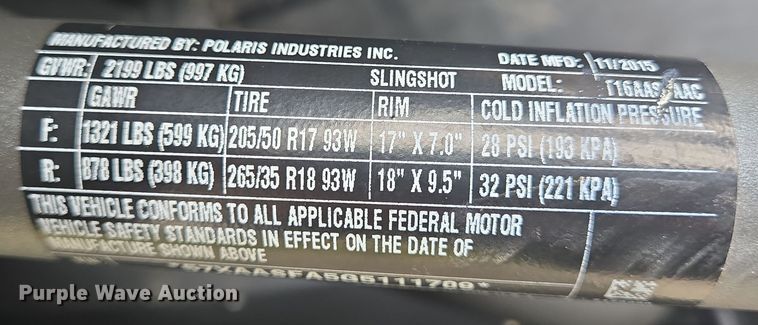 MANUFACTURED BY: POLARIS INDUSTRIES INC. DATE MFD: 11/2015
GVWR: 2199 LBS (997 KG) SLINGSHOT MODEL:
GAWR TIRE RIM COLD INFLATION PRESSURE
F: 1321 LBS (599 KG) 205/50 R17 93W 17" X 7.0" 28 PSI (193 KPA)
R: 878 LBS (398 KG) 265/35 R18 93W 18" X 9.5" 32 PSI (221 KPA)
THIS VEHICLE CONFORMS TO ALL APPLICABLE FEDERAL MOTOR
VEHICLE SAFETY STANDARDS IN EFFECT ON THE DATE OF
MANUFACTURE SHOWN ABOVE
Purple Wave Auction